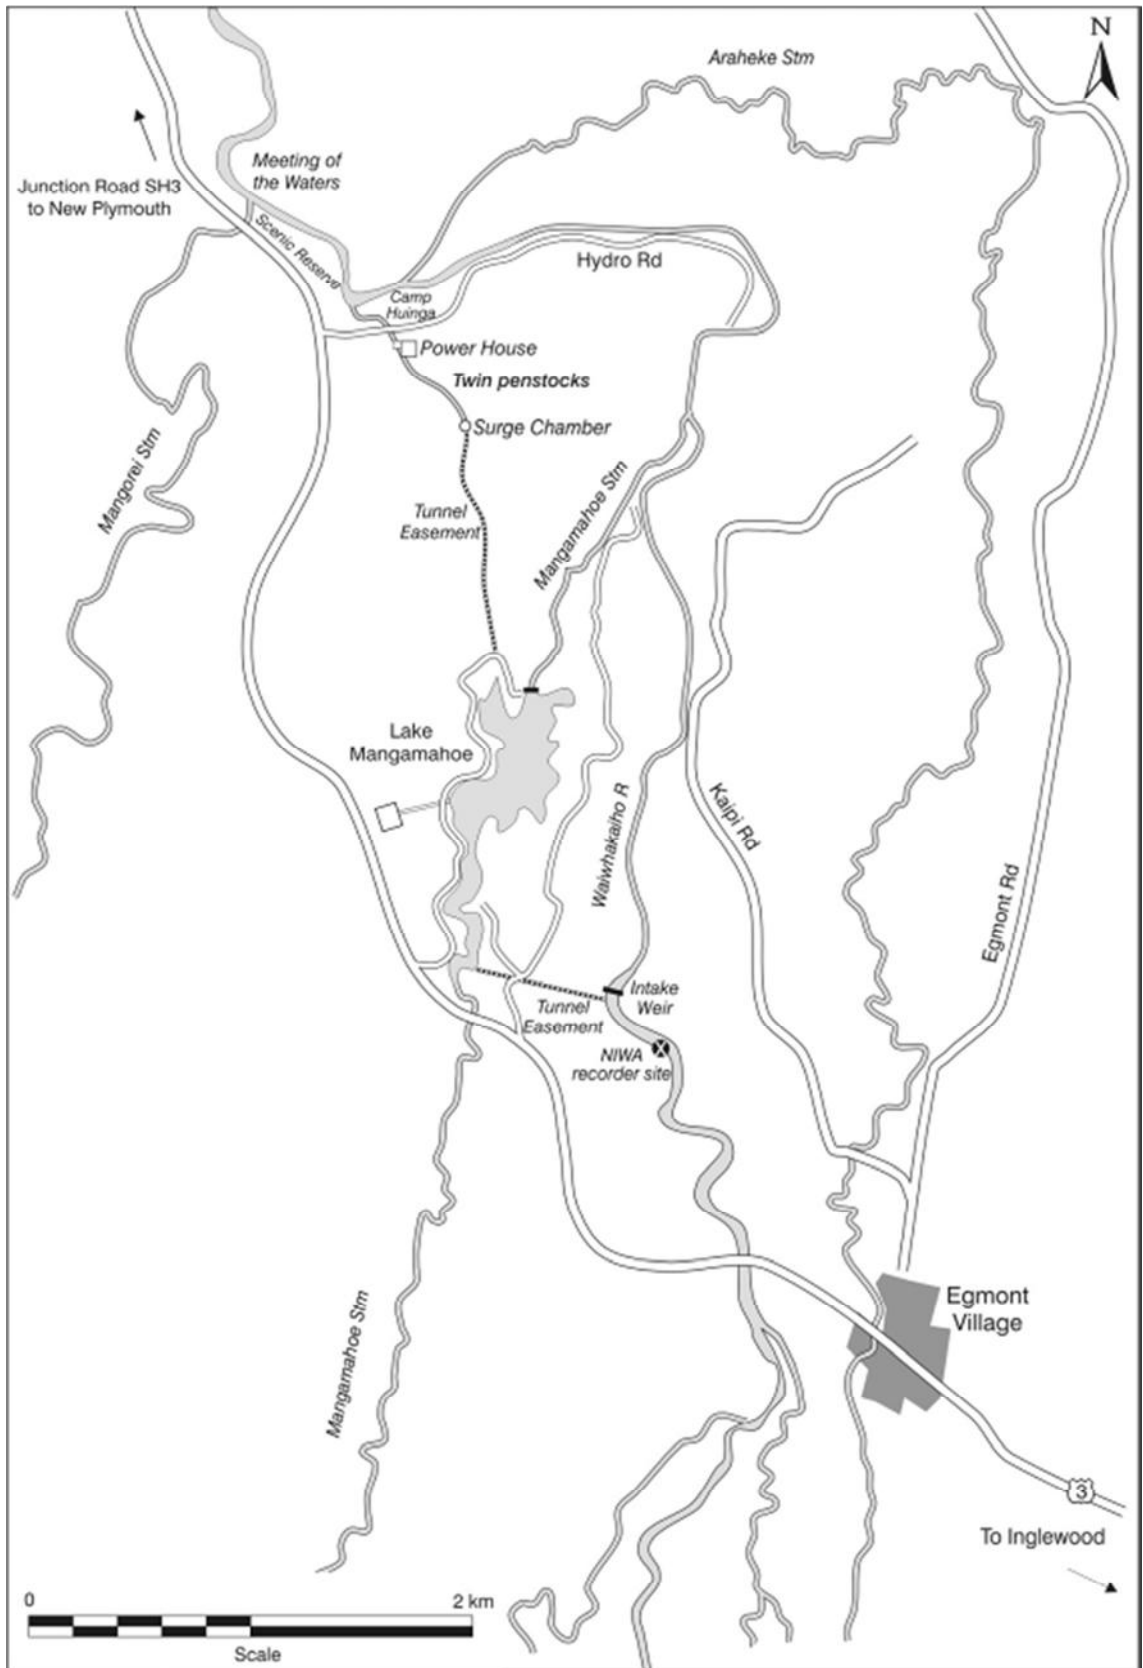 N
Araheke Stm
Meeting of
the Waters
Junction Road SH3
to New Plymouth
Scenic Reserve
Hydro Rd
Camp
Huinga
Power House
Twin penstocks
Surge Chamber
Mangorei Stm
Tunnel
Easement
Mangamahoe Stm
Lake
Mangamahoe
Waiwhakaiho R
Kaipi Rd
Egmont Rd
Intake
Weir
Tunnel
Easement
NIWA
recorder site
Egmont
Village
Mangamahoe Stm
3
To Inglewood
0
2 km
Scale